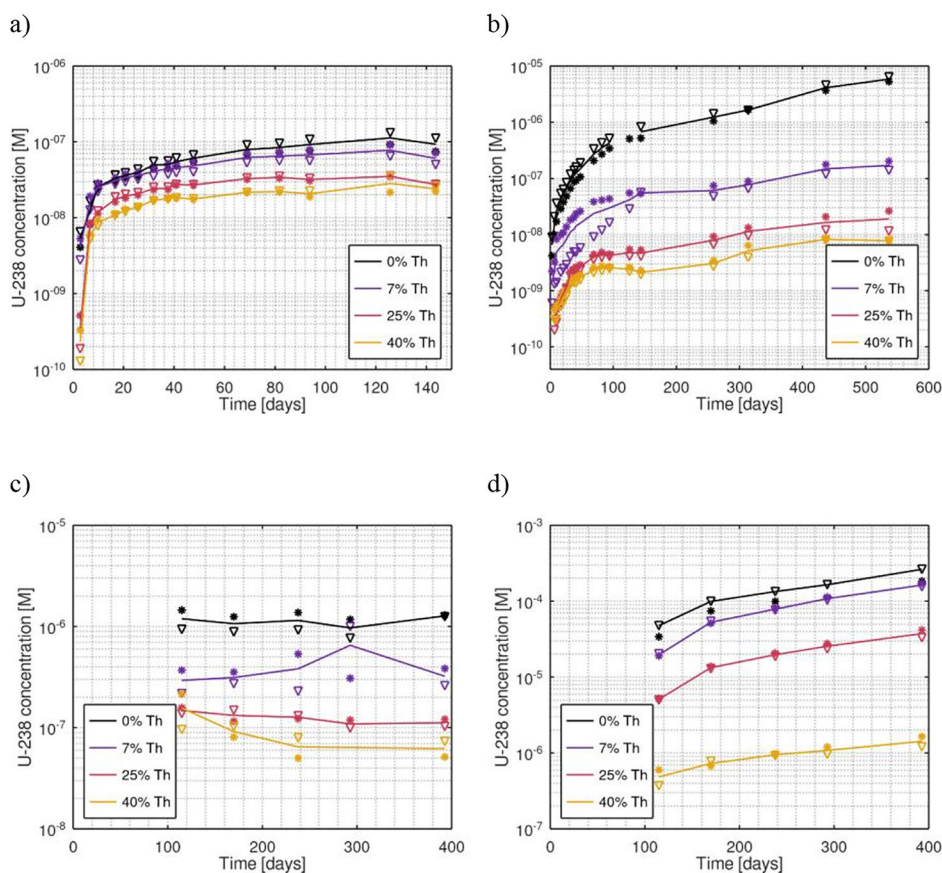 a)
b)
10^-06
10^-07
10^-08
10^-09
10^-10
U-238 concentration [M]
0% Th
7% Th
25% Th
40% Th
0 20 40 60 80 100 120 140
Time [days]
10^-05
10^-06
10^-07
10^-08
10^-09
10^-10
U-238 concentration [M]
0% Th
7% Th
25% Th
40% Th
0 100 200 300 400 500 600
Time [days]
c)
d)
10^-5
10^-6
10^-7
10^-8
U-238 concentration [M]
0% Th
7% Th
25% Th
40% Th
0 100 200 300 400
Time [days]
10^-3
10^-4
10^-5
10^-6
10^-7
U-238 concentration [M]
0% Th
7% Th
25% Th
40% Th
0 100 200 300 400
Time [days]